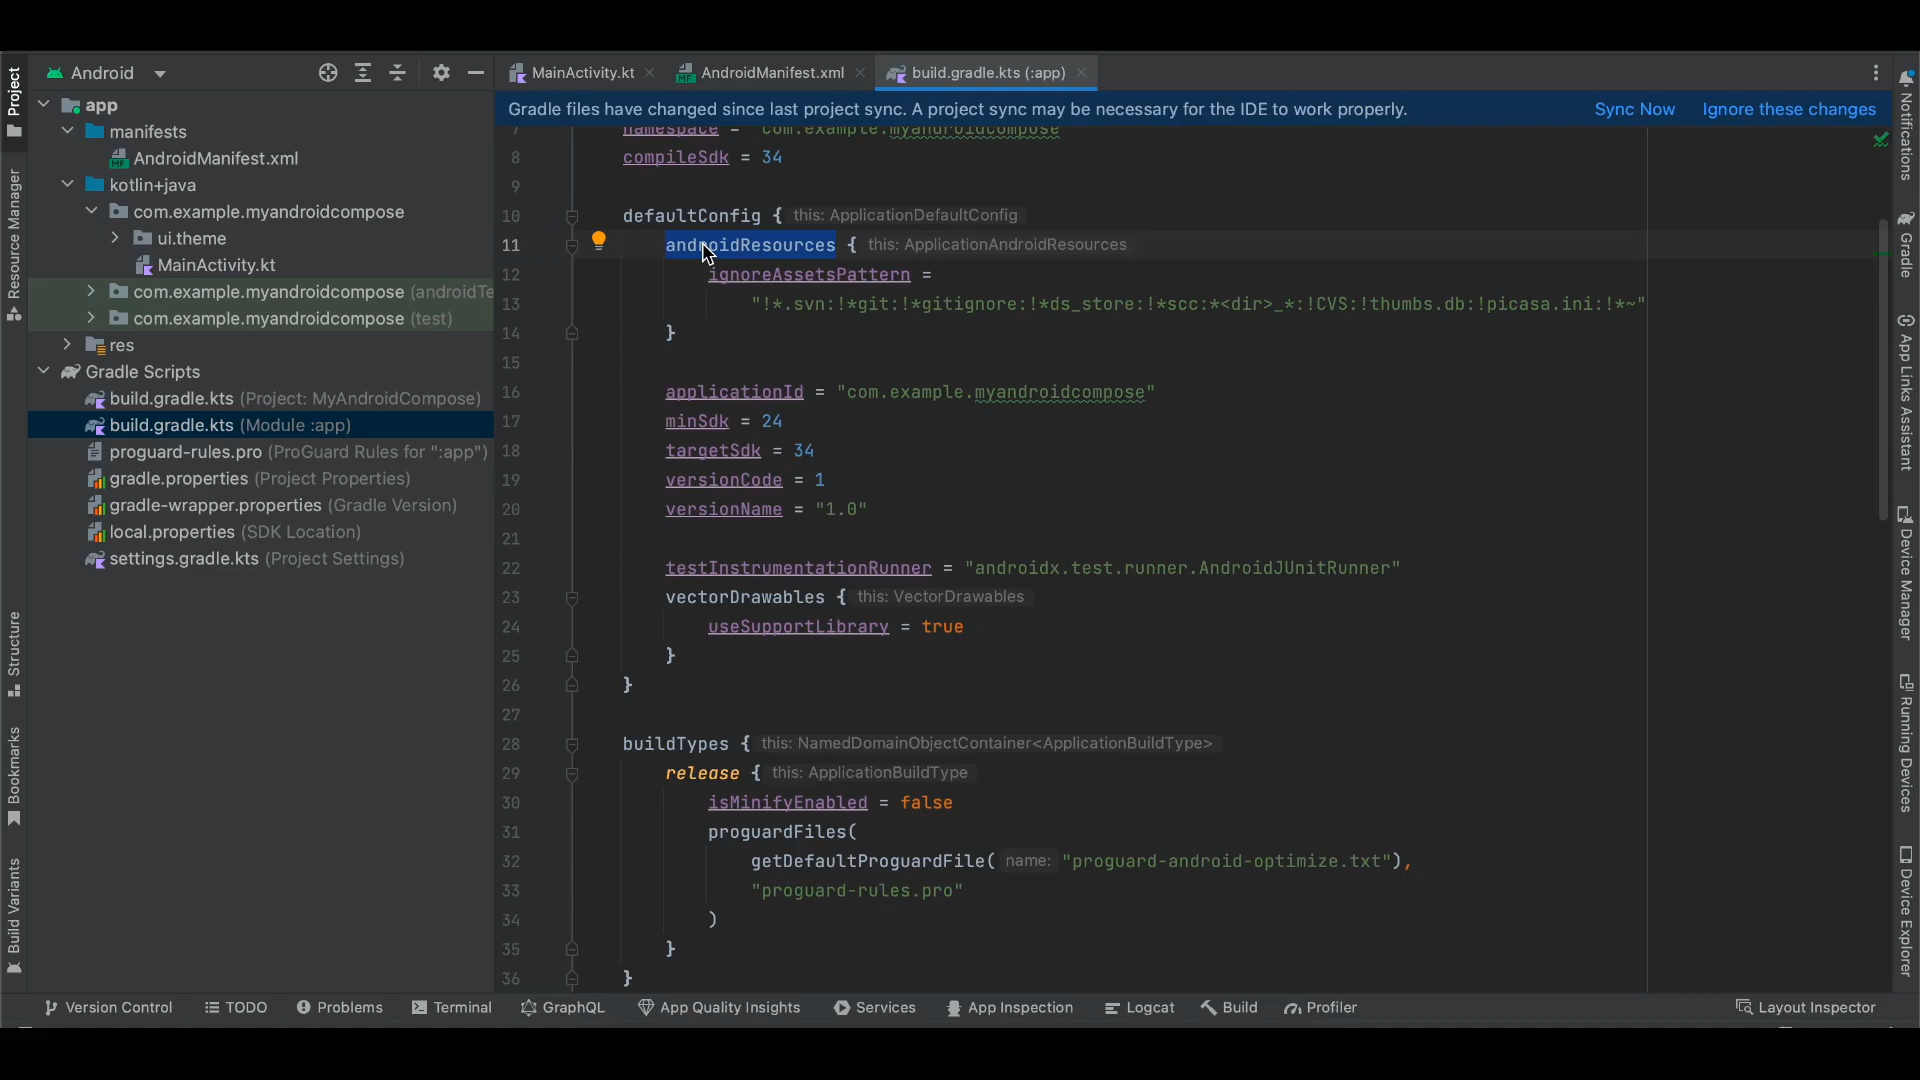 Project
Resource Manager
Structure
Bookmarks
Build Variants
Android
app
manifests
AndroidManifest.xml
kotlin+java
com.example.myandroidcompose
ui.theme
MainActivity.kt
com.example.myandroidcompose (androidTe
com.example.myandroidcompose (test)
res
Gradle Scripts
build.gradle.kts (Project: MyAndroidCompose)
build.gradle.kts (Module :app)
proguard-rules.pro (ProGuard Rules for ":app")
gradle.properties (Project Properties)
gradle-wrapper.properties (Gradle Version)
local.properties (SDK Location)
settings.gradle.kts (Project Settings)
MainActivity.kt
AndroidManifest.xml
build.gradle.kts (:app)
Gradle files have changed since last project sync. A project sync may be necessary for the IDE to work properly. Sync Now Ignore these changes
7 namespace = "com.example.myandroidcompose
8 compileSdk = 34
9
10 defaultConfig { this: ApplicationDefaultConfig
11 androidResources { this: ApplicationAndroidResources
12 ignoreAssetsPattern =
13 "!*.svn:!*git:!*gitignore:!*ds_store:!*scc:*<dir>_*:!CVS:!thumbs.db:!picasa.ini:!*~"
14 }
15
16 applicationId = "com.example.myandroidcompose"
17 minSdk = 24
18 targetSdk = 34
19 versionCode = 1
20 versionName = "1.0"
21
22 testInstrumentationRunner = "androidx.test.runner.AndroidJUnitRunner"
23 vectorDrawables { this: VectorDrawables
24 useSupportLibrary = true
25 }
26 }
27
28 buildTypes { this: NamedDomainObjectContainer<ApplicationBuildType>
29 release { this: ApplicationBuildType
30 isMinifyEnabled = false
31 proguardFiles(
32 getDefaultProguardFile( name: "proguard-android-optimize.txt"),
33 "proguard-rules.pro"
34 )
35 }
36 }
Notifications
Gradle
App Links Assistant
Device Manager
Running Devices
Device Explorer
Version Control TODO Problems Terminal GraphQL App Quality Insights Services App Inspection Logcat Build Profiler Layout Inspector